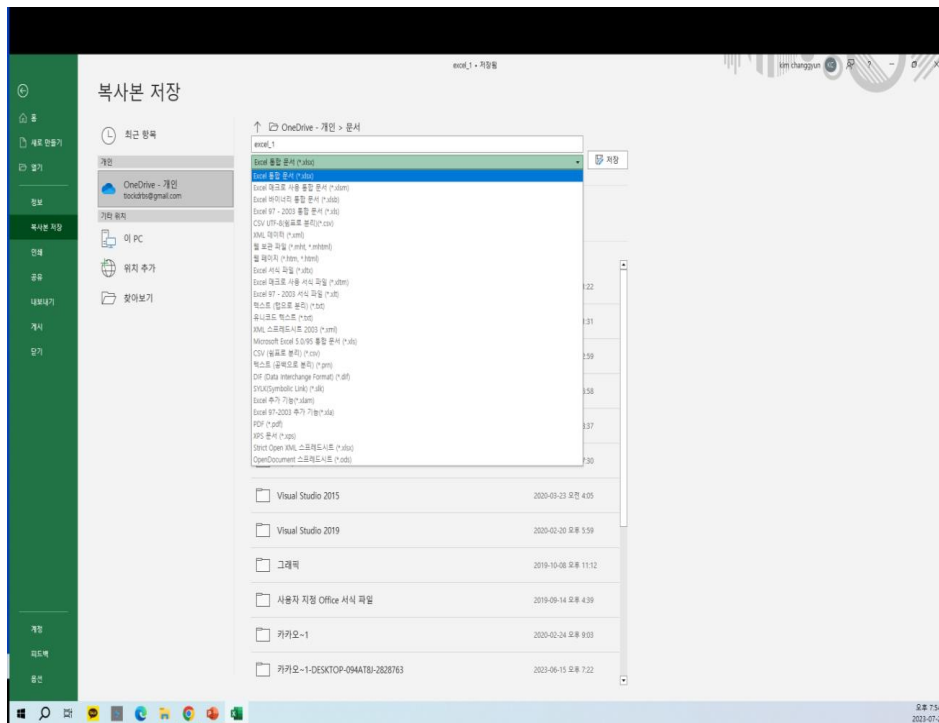 excel_1 • 저장됨
kim changgyun
KC
?
복사본 저장
홈
새로 만들기
열기
정보
복사본 저장
인쇄
공유
내보내기
게시
닫기
계정
피드백
옵션
최근 항목
개인
OneDrive - 개인
기타 위치
이 PC
위치 추가
찾아보기
OneDrive - 개인 > 문서
excel_1
Excel 통합 문서 (*.xlsx)
저장
Excel 통합 문서 (*.xlsx)
Excel 매크로 사용 통합 문서 (*.xlsm)
Excel 바이너리 통합 문서 (*.xlsb)
Excel 97 - 2003 통합 문서 (*.xls)
CSV UTF-8(쉼표로 분리)(*.csv)
XML 데이터 (*.xml)
웹 보관 파일 (*.mht, *.mhtml)
웹 페이지 (*.htm, *.html)
Excel 서식 파일 (*.xltx)
Excel 매크로 사용 서식 파일 (*.xltm)
Excel 97 - 2003 서식 파일 (*.xlt)
텍스트 (탭으로 분리) (*.txt)
유니코드 텍스트 (*.txt)
XML 스프레드시트 2003 (*.xml)
Microsoft Excel 5.0/95 통합 문서 (*.xls)
CSV (쉼표로 분리) (*.csv)
텍스트 (공백으로 분리) (*.prn)
DIF (Data Interchange Format) (*.dif)
SYLK(Symbolic Link) (*.slk)
Excel 추가 기능(*.xlam)
Excel 97-2003 추가 기능(*.xla)
PDF (*.pdf)
XPS 문서 (*.xps)
Strict Open XML 스프레드시트 (*.xlsx)
OpenDocument 스프레드시트 (*.ods)
1:22
1:31
2:59
3:37
7:30
Visual Studio 2015 2020-03-23 오전 4:05
Visual Studio 2019 2020-02-20 오후 5:59
그래픽 2019-10-08 오후 11:12
사용자 지정 Office 서식 파일 2019-09-14 오후 4:39
카카오~1 2020-02-24 오후 9:03
카카오~1-DESKTOP-094AT8J-2828763 2023-06-15 오후 7:22
오후 7:54
2023-07-